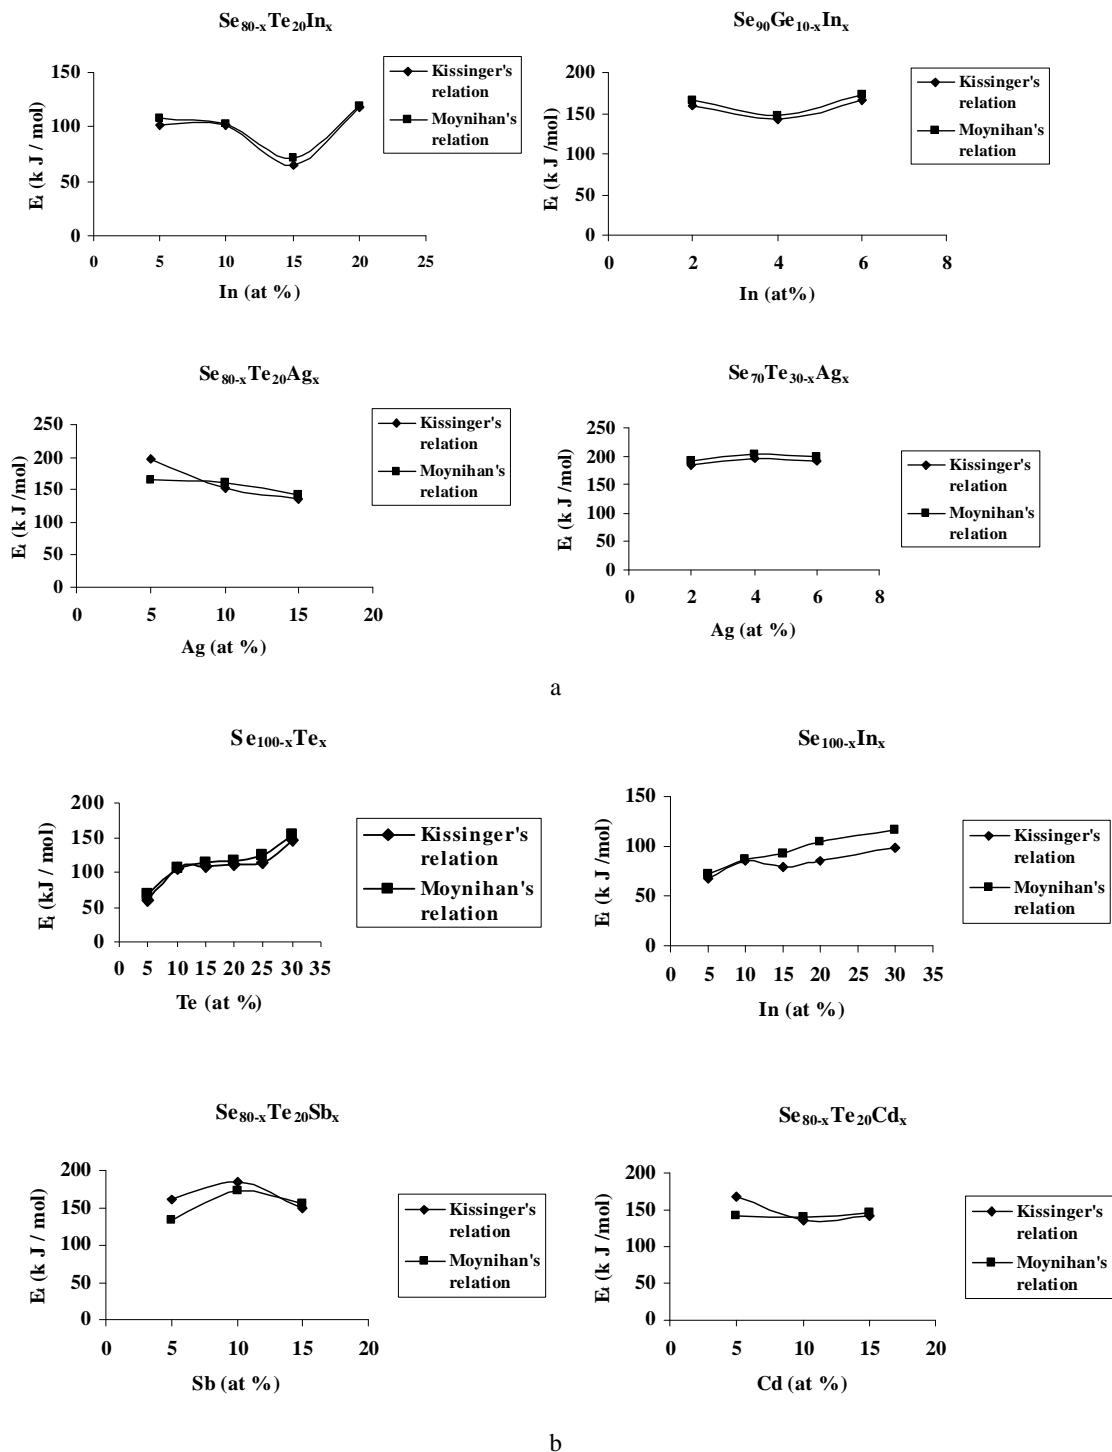 Se80-xTe20Inx
150
100
50
0
0 5 10 15 20 25
Et (k J / mol)
In (at %)
Kissinger's
relation
Moynihan's
relation
Se90Ge10-xInx
200
150
100
50
0
0 2 4 6 8
Et (k J /mol)
In (at%)
Kissinger's
relation
Moynihan's
relation
Se80-xTe20Agx
250
200
150
100
50
0
0 5 10 15 20
Et (k J /mol)
Ag (at %)
Kissinger's
relation
Moynihan's
relation
Se70Te30-xAgx
250
200
150
100
50
0
0 2 4 6 8
Et (k J /mol)
Ag (at %)
Kissinger's
relation
Moynihan's
relation
a
Se100-xTex
200
150
100
50
0
0 5 10 15 20 25 30 35
Et (kJ / mol)
Te (at %)
Kissinger's
relation
Moynihan's
relation
Se100-xInx
150
100
50
0
0 5 10 15 20 25 30 35
Et (k J /mol)
In (at %)
Kissinger's
relation
Moynihan's
relation
Se80-xTe20Sbx
200
150
100
50
0
0 5 10 15 20
Et (k J / mol)
Sb (at %)
Kissinger's
relation
Moynihan's
relation
Se80-xTe20Cdx
200
150
100
50
0
0 5 10 15 20
Et (k J /mol)
Cd (at %)
Kissinger's
relation
Moynihan's
relation
b